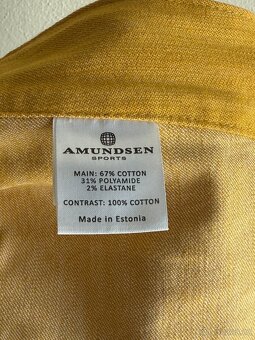 AMUNDSEN
SPORTS
MAIN: 67% COTTON
31% POLYAMIDE
2% ELASTANE
CONTRAST: 100% COTTON
Made in Estonia